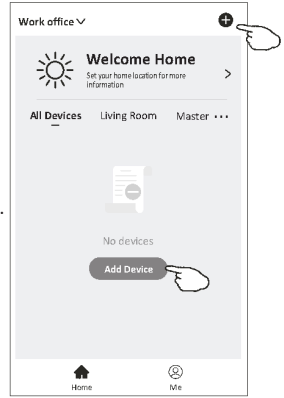 Work office
Welcome Home
Set your home location for more
information
All Devices Living Room Master ...
No devices
Add Device
Home Me